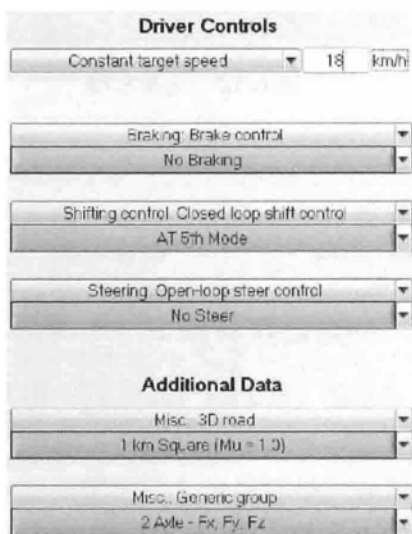 Driver Controls
Constant target speed 18 km/h
Braking: Brake control
No Braking
Shifting control: Closed loop shift control
AT 5th Mode
Steering: Open-loop steer control
No Steer
Additional Data
Misc.: 3D road
1 km Square (Mu = 1.0)
Misc.: Generic group
2 Axle - Fx, Fy, Fz